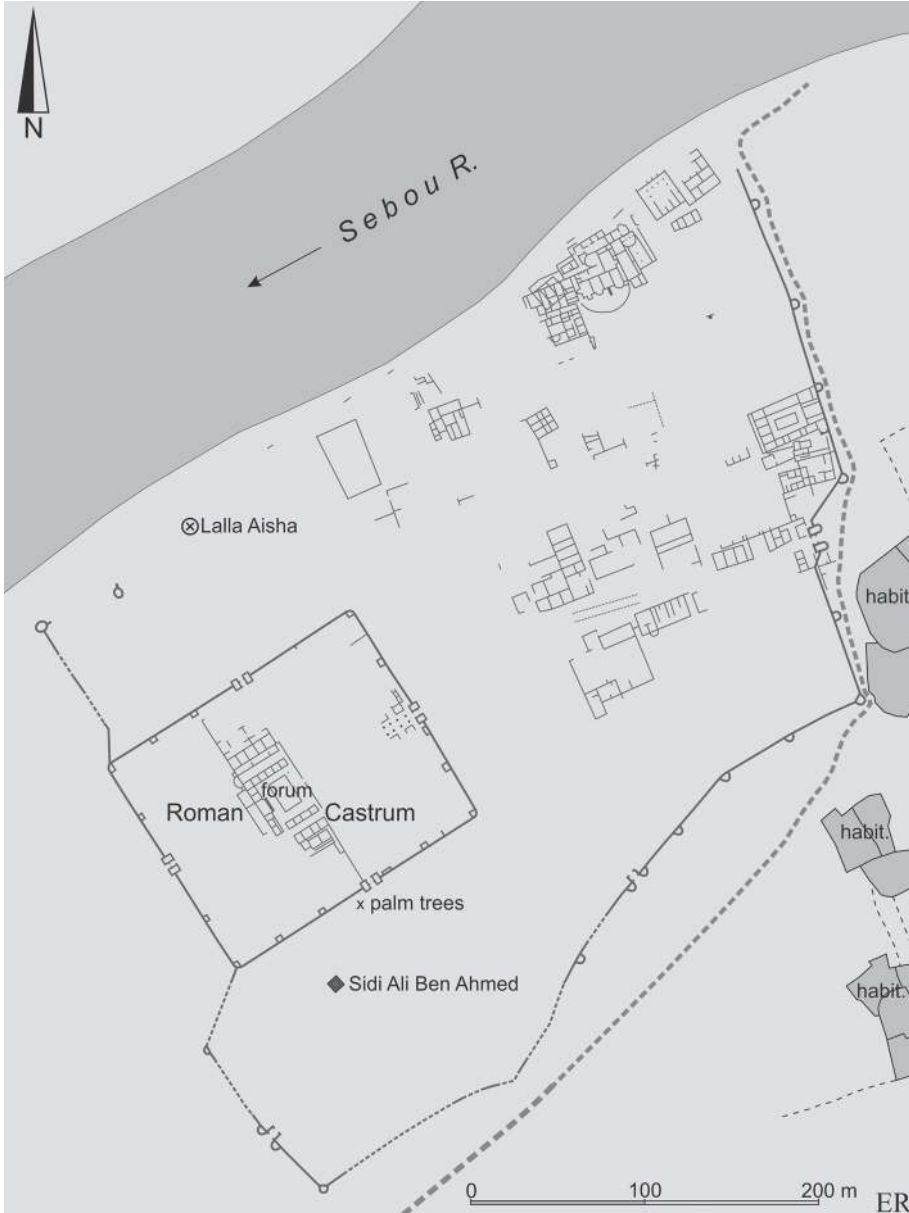 N
Sebou R.
Lalla Aisha
habit.
forum
Roman Castrum
habit.
x palm trees
Sidi Ali Ben Ahmed
habit.
0 100 200 m
ER